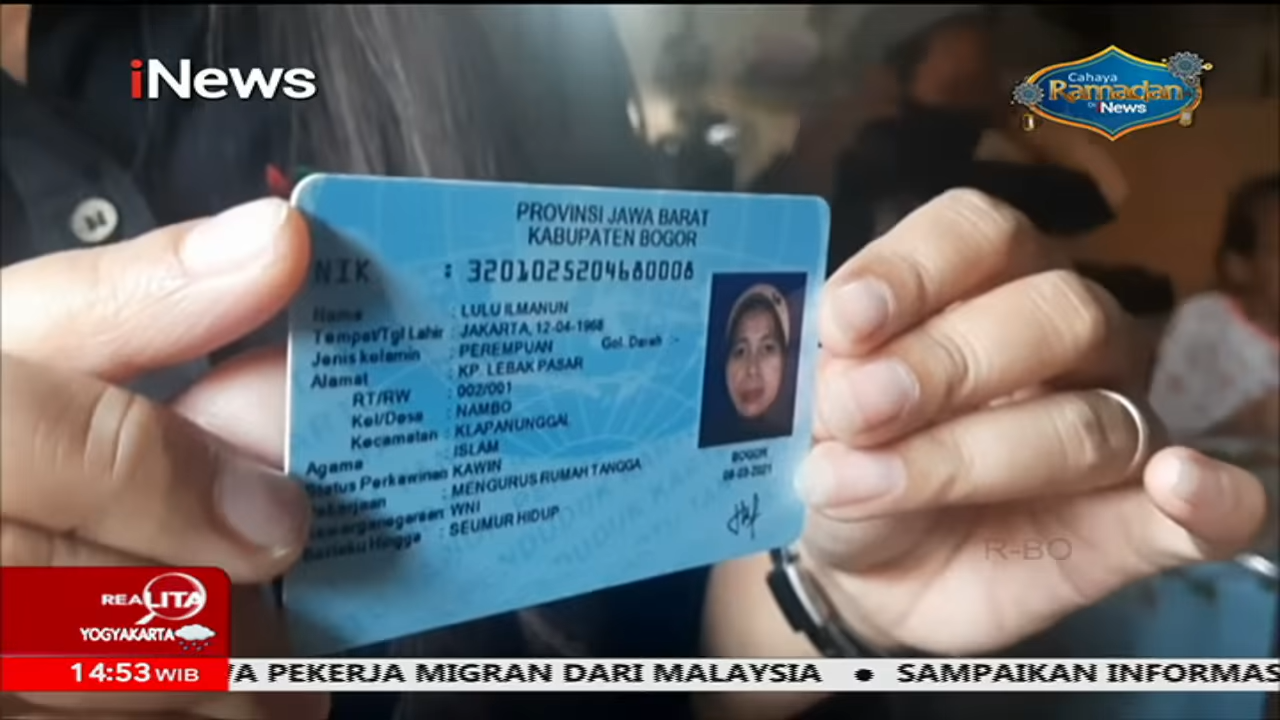 iNews
Cahaya
Ramadan
Di iNews
PROVINSI JAWA BARAT
KABUPATEN BOGOR
NIK : 3201025204680008
Nama : LULU ILMANUN
Tempat/Tgl Lahir : JAKARTA, 12-04-1968
Jenis kelamin : PEREMPUAN Gol. Darah : -
Alamat : KP. LEBAK PASAR
RT/RW : 002/001
Kel/Desa : NAMBO
Kecamatan : KLAPANUNGGAL
Agama : ISLAM
Status Perkawinan : KAWIN
Pekerjaan : MENGURUS RUMAH TANGGA
Kewarganegaraan : WNI
Berlaku Hingga : SEUMUR HIDUP
BOGOR
08-03-2021
R-BO
REALITA
YOGYAKARTA
14:53 WIB
PEKERJA MIGRAN DARI MALAYSIA ● SAMPAIKAN